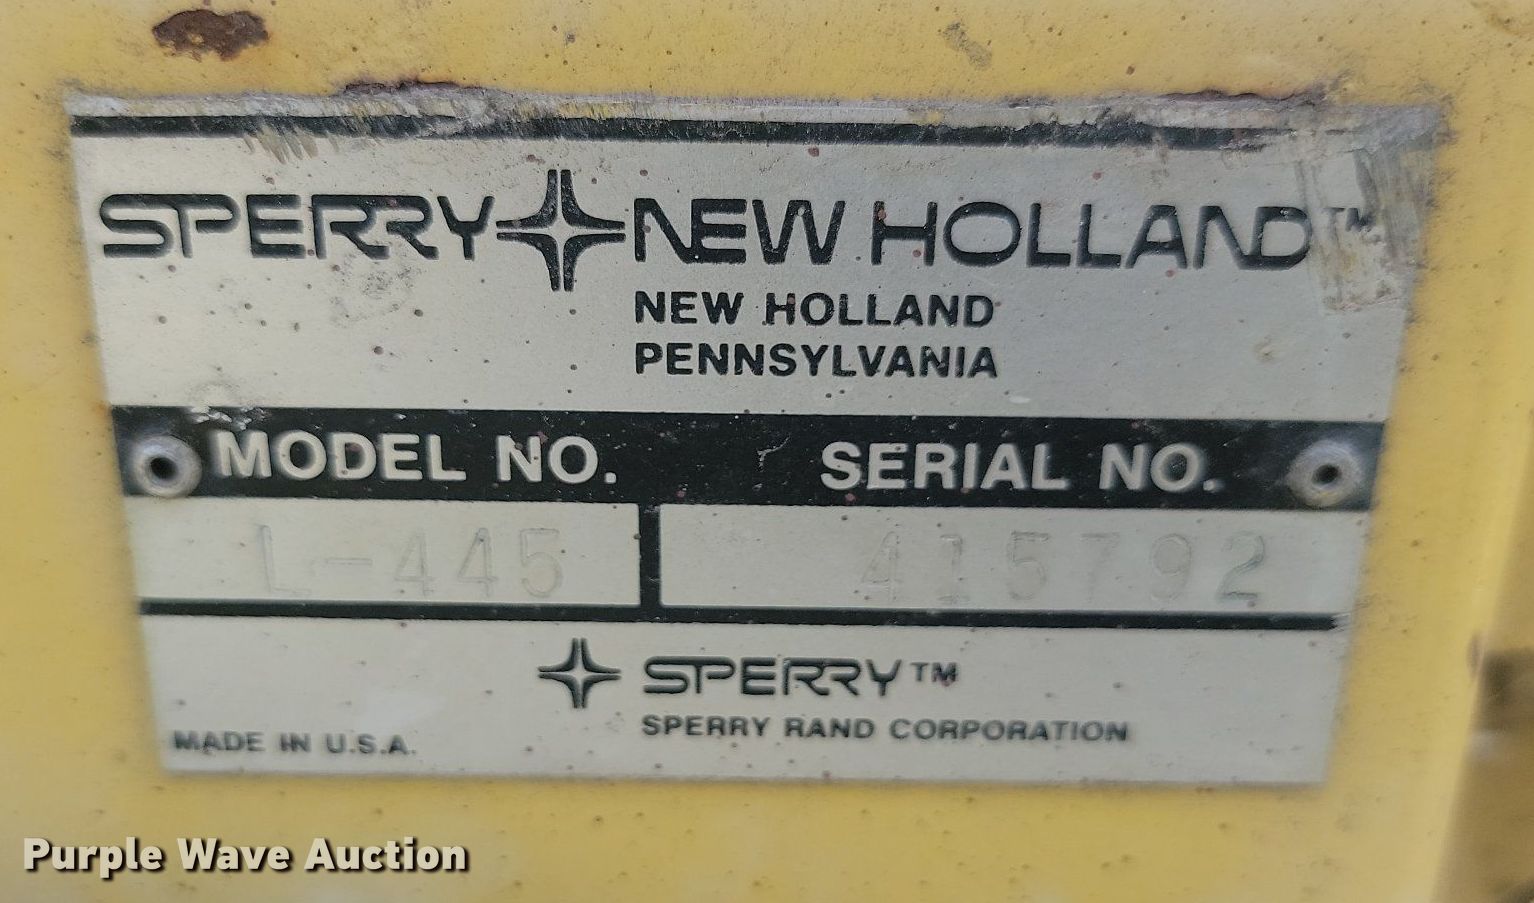 SPERRY NEW HOLLAND™
NEW HOLLAND
PENNSYLVANIA
MODEL NO. SERIAL NO.
L-445 415792
SPERRY™
SPERRY RAND CORPORATION
MADE IN U.S.A.
Purple Wave Auction